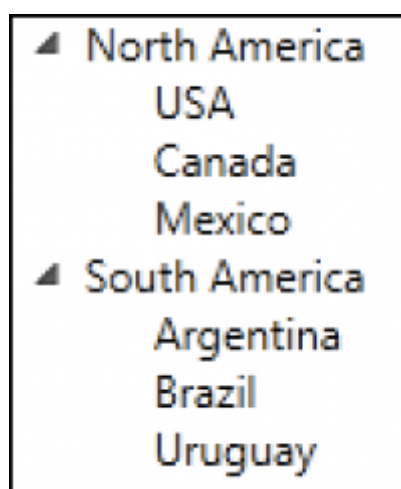 North America
USA
Canada
Mexico
South America
Argentina
Brazil
Uruguay